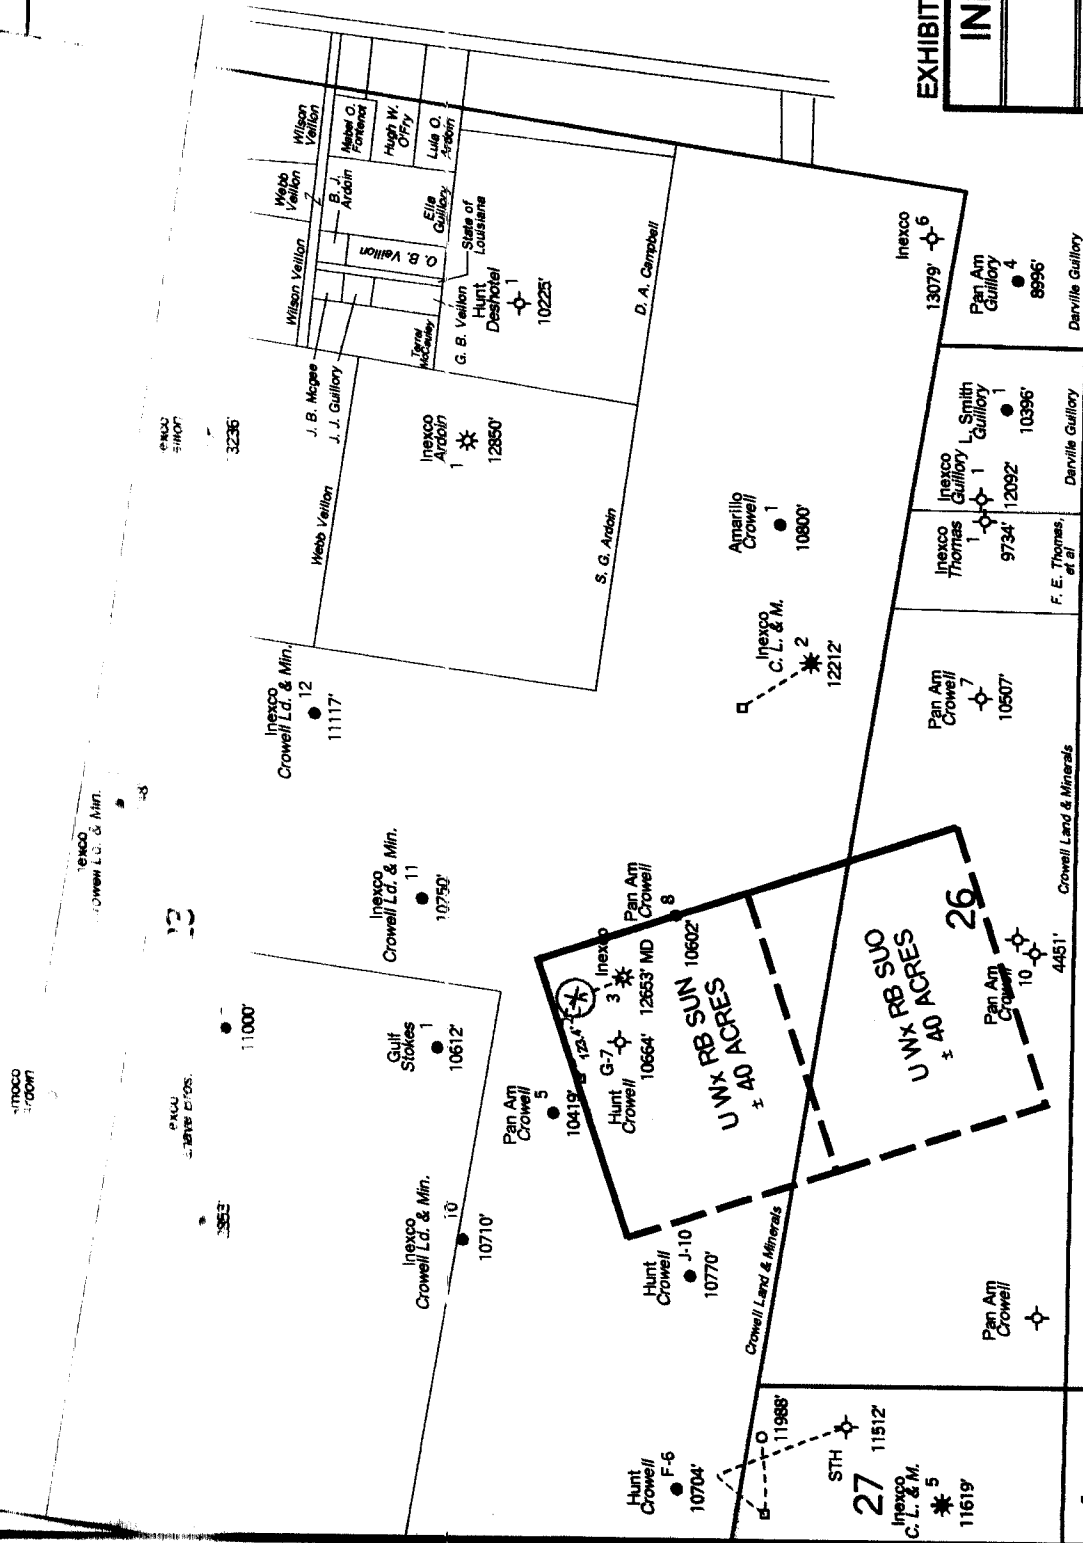 EXHIBIT
Wilson
Veillon
Mabel O.
Fontenot
Hugh W.
O'Fry
Lula O.
Ardoin
Webb
Veillon
B. J.
Ardoin
Ella
Guillory
State of
Louisiana
Wilson Veillon
O. B. Veillon
G. B. Veillon
Terral
McCauley
Hunt
Deshotel
1
10225'
D. A. Campbell
J. B. Mcgee
J. J. Guillory
Webb Veillon
Inexco
Ardoin
1
12850'
S. G. Ardoin
3236'
Inexco
6
13079'
Pan Am
Guillory
4
8996'
Darville Guillory
L. Smith
Guillory
1
10396'
Darville Guillory
Inexco
Guillory
1
12092'
Inexco
Thomas
1
9734'
F. E. Thomas,
et al
Amarillo
Crowell
1
10800'
Inexco
C. L. & M.
2
12212'
Pan Am
Crowell
7
10507'
Crowell Land & Minerals
Inexco
Crowell Ld. & Min.
12
11117'
Inexco
Crowell Ld. & Min.
11
10750'
Pan Am
Crowell
8
10602'
Inexco
3
12653' MD
123.4'
Hunt
Crowell
G-7
10664'
U Wx RB SUN
± 40 ACRES
U Wx RB SUO
± 40 ACRES
26
Pan Am
Crowell
10
4451'
Gulf
Stokes
1
10612'
Pan Am
Crowell
5
10419'
11000'
Inexco
Crowell Ld. & Min.
10
10710'
Hunt
Crowell
J-10
10770'
Crowell Land & Minerals
Pan Am
Crowell
Hunt
Crowell
F-6
10704'
11988'
STH
11512'
27
Inexco
C. L. & M.
5
11619'